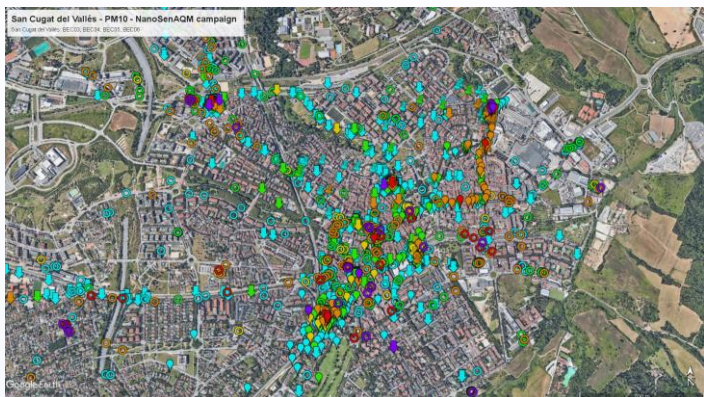 San Cugat del Vallés - PM10 - NanoSenAQM campaign
San Cugat del Vallés: BEC03, BEC04, BEC05, BEC06
Google Earth